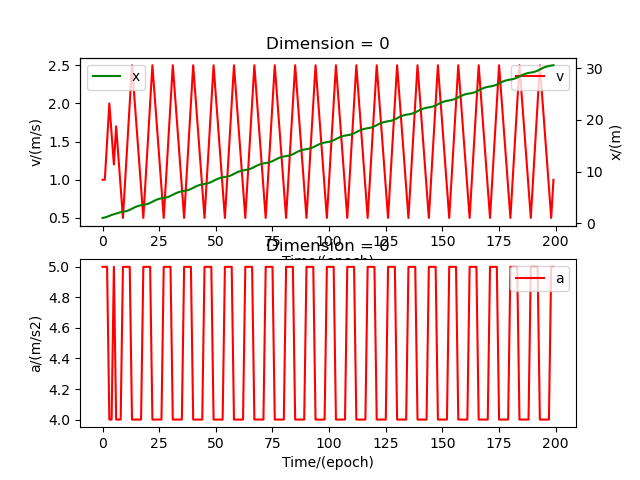 Dimension = 0
x
v
2.5
2.0
1.5
1.0
0.5
v/(m/s)
30
20
10
0
x/(m)
0 25 50 75 100 125 150 175 200
Time/(epoch)
Dimension = 0
a
5.0
4.8
4.6
4.4
4.2
4.0
a/(m/s2)
0 25 50 75 100 125 150 175 200
Time/(epoch)